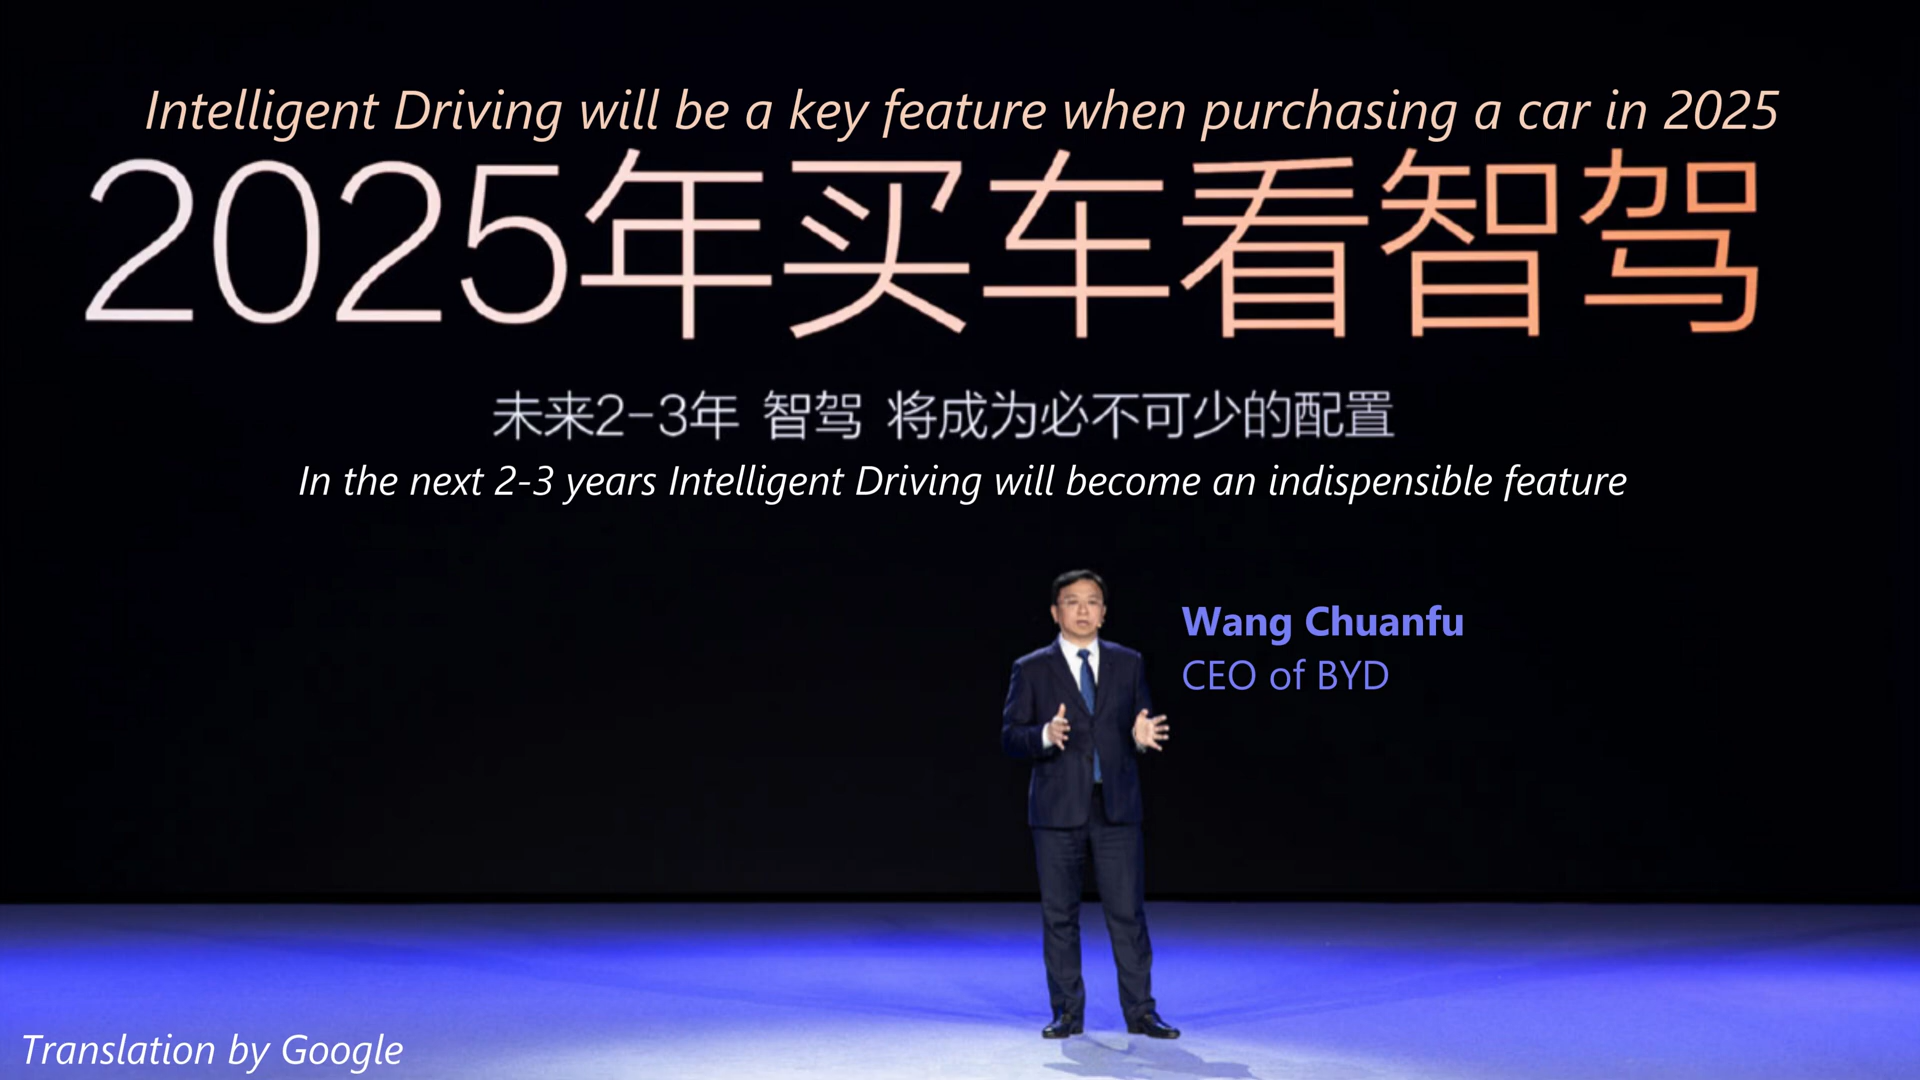 Intelligent Driving will be a key feature when purchasing a car in 2025
2025年买车看智驾
未来2-3年 智驾 将成为必不可少的配置
In the next 2-3 years Intelligent Driving will become an indispensible feature
Wang Chuanfu
CEO of BYD
Translation by Google